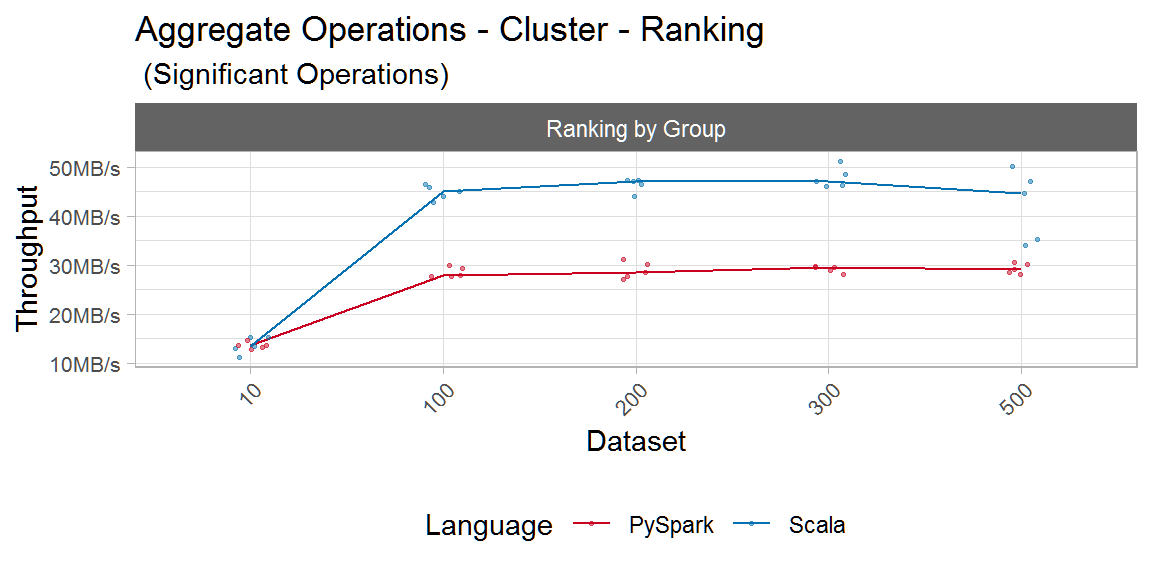 Aggregate Operations - Cluster - Ranking
(Significant Operations)
Ranking by Group
50MB/s
40MB/s
30MB/s
20MB/s
10MB/s
Throughput
10
100
200
300
500
Dataset
Language PySpark Scala